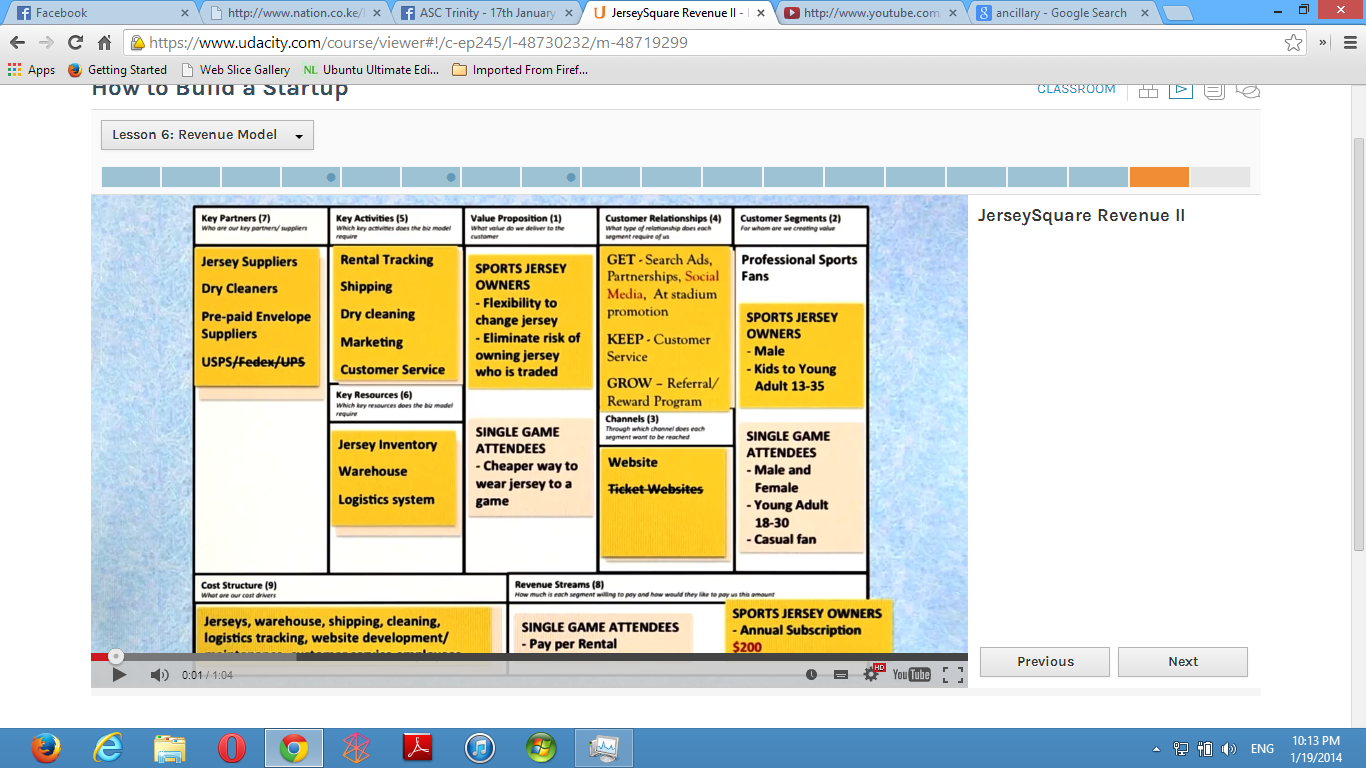 Facebook
http://www.nation.co.ke/
ASC Trinity - 17th January
JerseySquare Revenue II -
http://www.youtube.com
ancillary - Google Search
https://www.udacity.com/course/viewer#!/c-ep245/l-48730232/m-48719299
Apps
Getting Started
Web Slice Gallery
NL Ubuntu Ultimate Edi...
Imported From Firef...
How to Build a Startup
CLASSROOM
Lesson 6: Revenue Model
JerseySquare Revenue II
Key Partners (7)
Who are our key partners/ suppliers
Jersey Suppliers
Dry Cleaners
Pre-paid Envelope
Suppliers
USPS/Fedex/UPS
Key Activities (5)
Which key activities does the biz model
require
Rental Tracking
Shipping
Dry cleaning
Marketing
Customer Service
Key Resources (6)
Which key resources does the biz model
require
Jersey Inventory
Warehouse
Logistics system
Value Proposition (1)
What value do we deliver to the
customer
SPORTS JERSEY
OWNERS
- Flexibility to
change jersey
- Eliminate risk of
owning jersey
who is traded
SINGLE GAME
ATTENDEES
- Cheaper way to
wear jersey to a
game
Customer Relationships (4)
What type of relationship does each
segment require of us
GET - Search Ads,
Partnerships, Social
Media, At stadium
promotion
KEEP - Customer
Service
GROW – Referral/
Reward Program
Channels (3)
Through which channel does each
segment want to be reached
Website
Ticket Websites
Customer Segments (2)
For whom are we creating value
Professional Sports
Fans
SPORTS JERSEY
OWNERS
- Male
- Kids to Young
Adult 13-35
SINGLE GAME
ATTENDEES
- Male and
Female
- Young Adult
18-30
- Casual fan
Cost Structure (9)
What are our cost drivers
Jerseys, warehouse, shipping, cleaning,
logistics tracking, website development/
Revenue Streams (8)
How much is each segment willing to pay and how would they like to pay us this amount
SINGLE GAME ATTENDEES
- Pay per Rental
SPORTS JERSEY OWNERS
- Annual Subscription
$200
0:01 / 1:04
HD
YouTube
Previous
Next
ENG
10:13 PM
1/19/2014